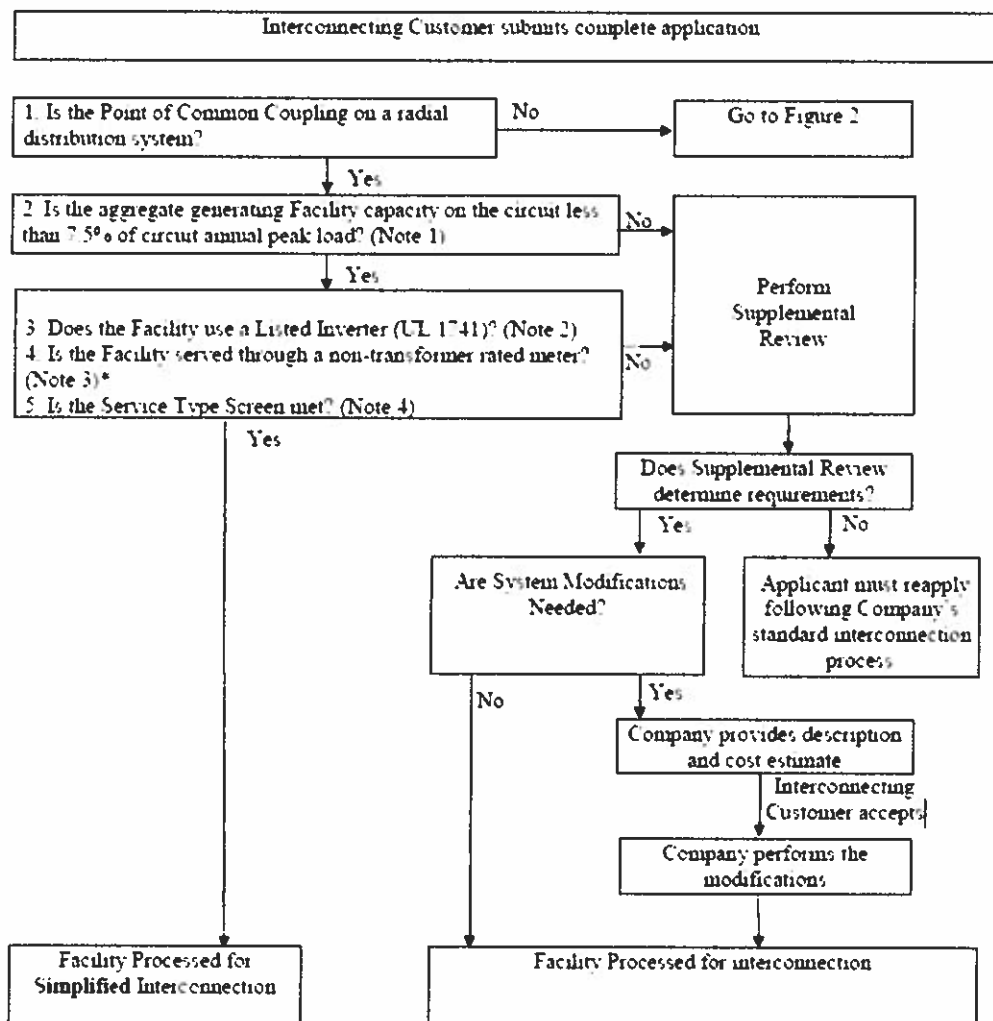 Interconnecting Customer submits complete application
1. Is the Point of Common Coupling on a radial
distribution system?
No
Go to Figure 2
Yes
2. Is the aggregate generating Facility capacity on the circuit less
than 7.5% of circuit annual peak load? (Note 1)
No
Yes
Perform
Supplemental
Review
3. Does the Facility use a Listed Inverter (UL 1741)? (Note 2)
4. Is the Facility served through a non-transformer rated meter?
(Note 3)*
5. Is the Service Type Screen met? (Note 4)
No
Yes
Does Supplemental Review
determine requirements?
Yes
No
Are System Modifications
Needed?
Applicant must reapply
following Company's
standard interconnection
process
No
Yes
Company provides description
and cost estimate
Interconnecting
Customer accepts
Company performs the
modifications
Facility Processed for
Simplified Interconnection
Facility Processed for interconnection